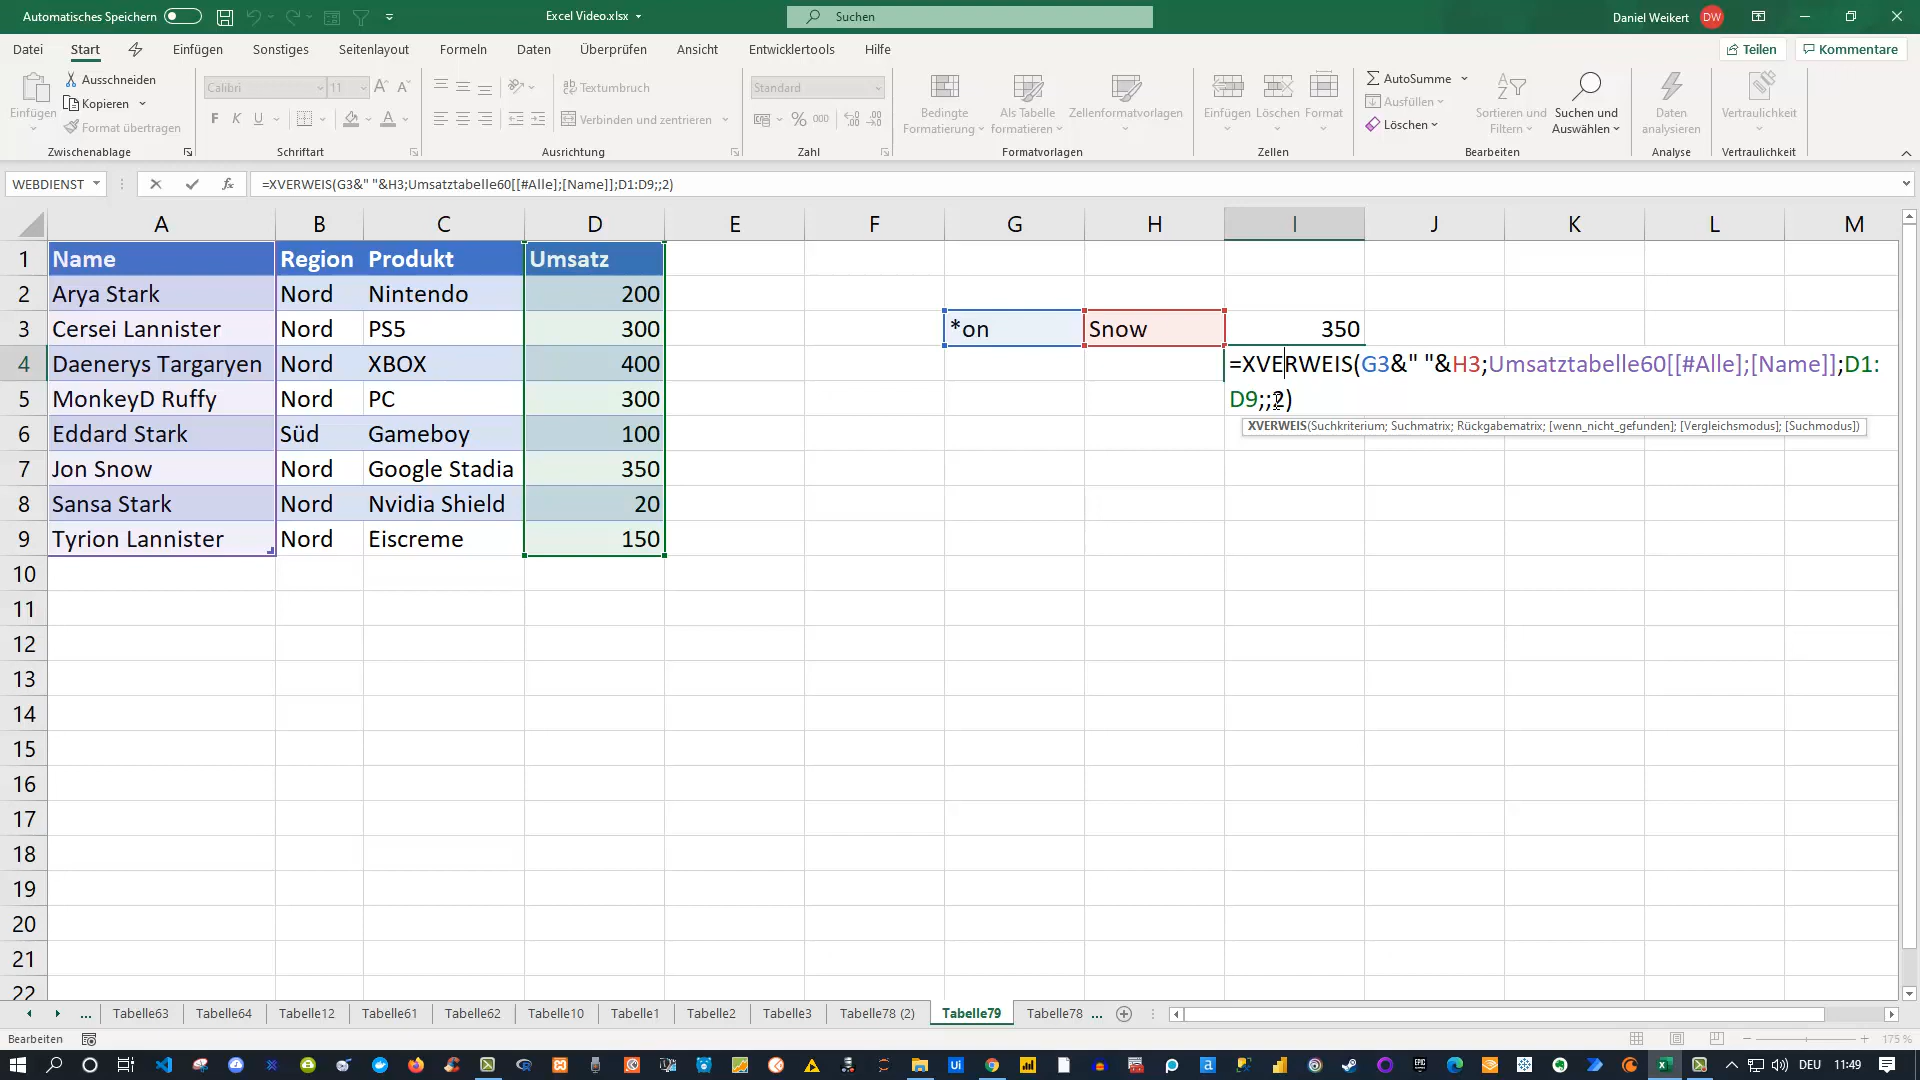 Automatisches Speichern
Excel Video.xlsx
Suchen
Daniel Weikert
DW
Datei Start Einfügen Sonstiges Seitenlayout Formeln Daten Überprüfen Ansicht Entwicklertools Hilfe
Teilen
Kommentare
Einfügen
Ausschneiden
Kopieren
Format übertragen
Zwischenablage
Calibri
11
F K U
Schriftart
Textumbruch
Verbinden und zentrieren
Ausrichtung
Standard
% 000
Zahl
Bedingte Formatierung
Als Tabelle formatieren
Zellenformatvorlagen
Formatvorlagen
Einfügen
Löschen
Format
Zellen
AutoSumme
Ausfüllen
Löschen
Sortieren und Filtern
Suchen und Auswählen
Bearbeiten
Daten analysieren
Analyse
Vertraulichkeit
Vertraulichkeit
WEBDIENST
fx
=XVERWEIS(G3&" "&H3;Umsatztabelle60[[#Alle];[Name]];D1:D9;;2)
A B C D E F G H I J K L M
1 Name Region Produkt Umsatz
2 Arya Stark Nord Nintendo 200
3 Cersei Lannister Nord PS5 300 *on Snow 350
4 Daenerys Targaryen Nord XBOX 400 =XVERWEIS(G3&" "&H3;Umsatztabelle60[[#Alle];[Name]];D1:
5 MonkeyD Ruffy Nord PC 300 D9;;2)
XVERWEIS(Suchkriterium; Suchmatrix; Rückgabematrix; [wenn_nicht_gefunden]; [Vergleichsmodus]; [Suchmodus])
6 Eddard Stark Süd Gameboy 100
7 Jon Snow Nord Google Stadia 350
8 Sansa Stark Nord Nvidia Shield 20
9 Tyrion Lannister Nord Eiscreme 150
10
11
12
13
14
15
16
17
18
19
20
21
22
... Tabelle63 Tabelle64 Tabelle12 Tabelle61 Tabelle62 Tabelle10 Tabelle1 Tabelle2 Tabelle3 Tabelle78 (2) Tabelle79 Tabelle78 ...
Bearbeiten
175 %
DEU
11:49